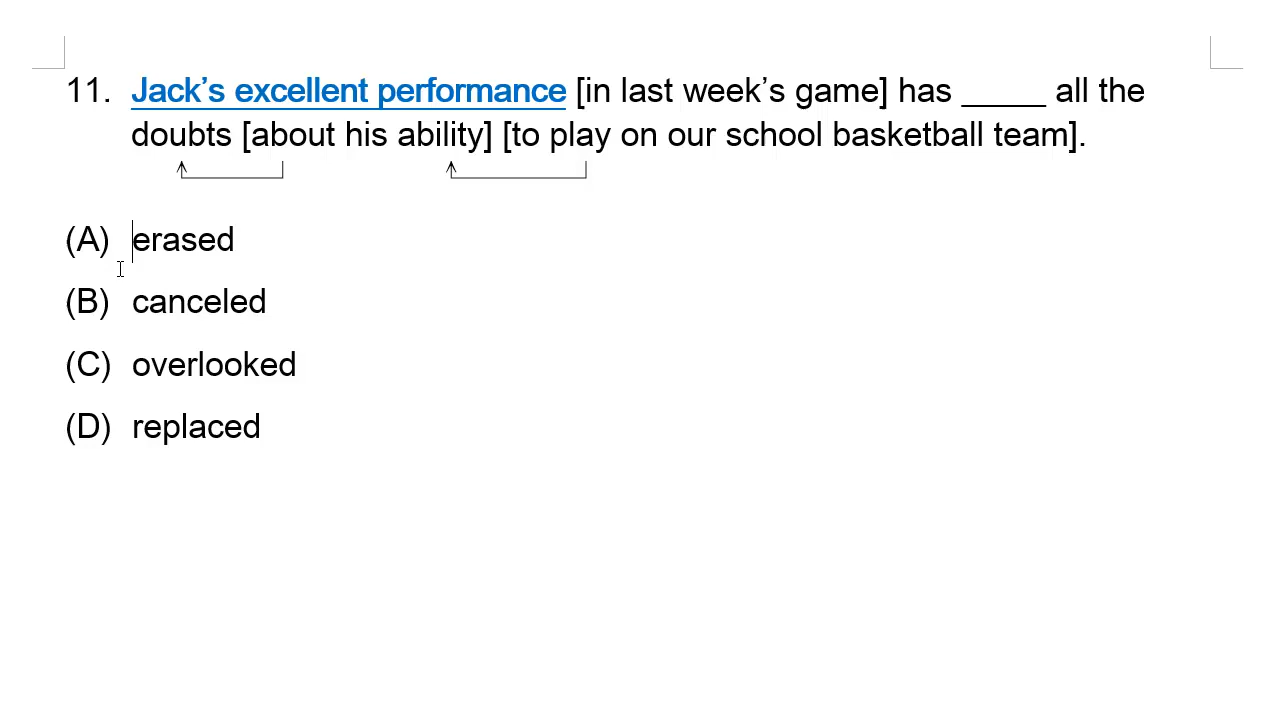 11. Jack’s excellent performance [in last week’s game] has _____ all the
doubts [about his ability] [to play on our school basketball team].
(A) erased
(B) canceled
(C) overlooked
(D) replaced